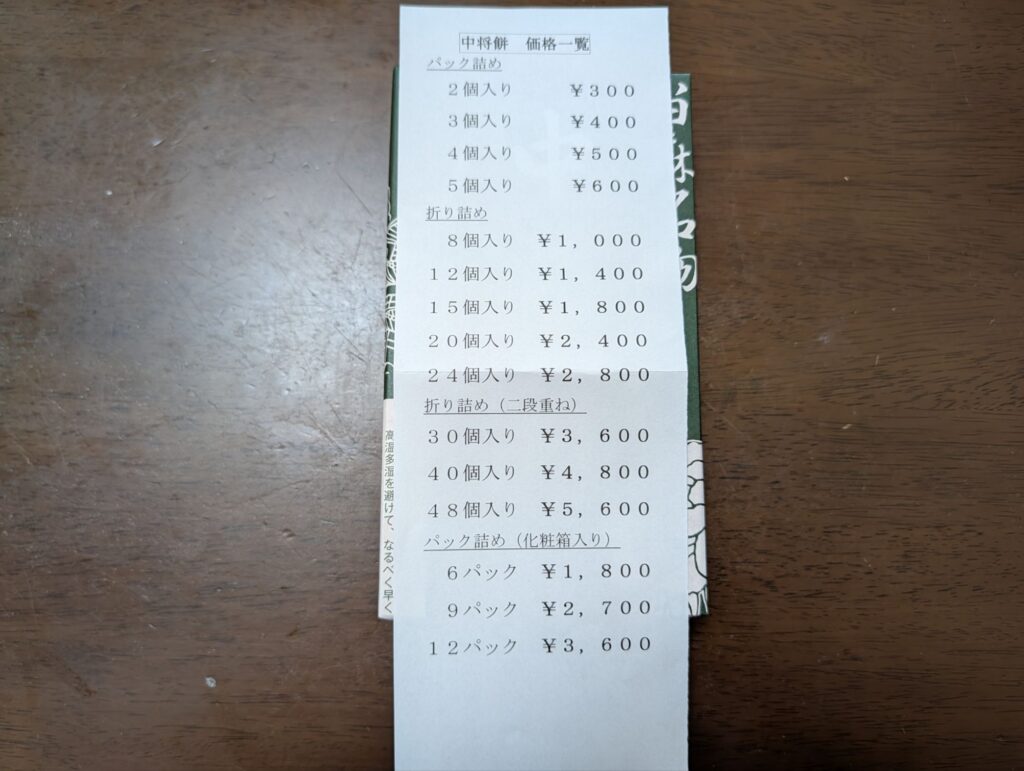 中将餅　価格一覧
パック詰め
２個入り　￥３００
３個入り　￥４００
４個入り　￥５００
５個入り　￥６００
折り詰め
８個入り　￥１，０００
１２個入り　￥１，４００
１５個入り　￥１，８００
２０個入り　￥２，４００
２４個入り　￥２，８００
折り詰め（二段重ね）
３０個入り　￥３，６００
４０個入り　￥４，８００
４８個入り　￥５，６００
パック詰め（化粧箱入り）
６パック　￥１，８００
９パック　￥２，７００
１２パック　￥３，６００
名物
高温多湿を避けて、なるべく早く